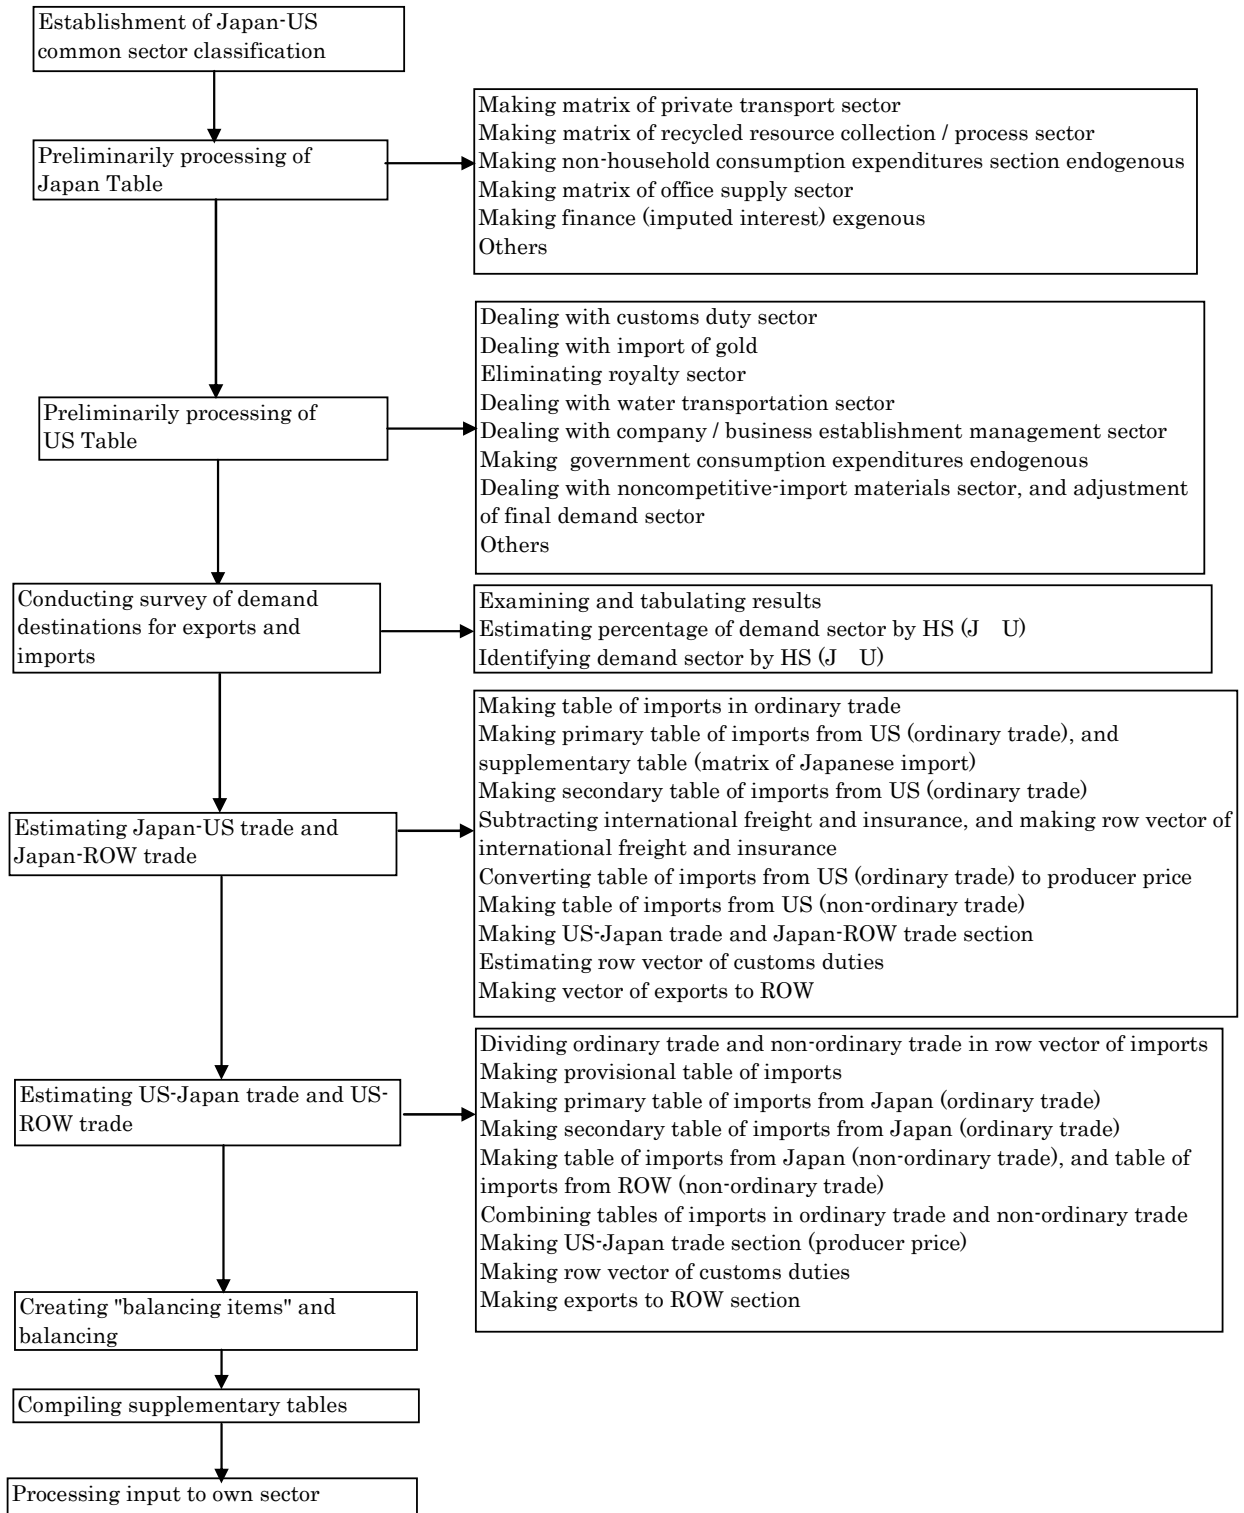 Establishment of Japan-US
common sector classification
Preliminarily processing of
Japan Table
Making matrix of private transport sector
Making matrix of recycled resource collection / process sector
Making non-household consumption expenditures section endogenous
Making matrix of office supply sector
Making finance (imputed interest) exgenous
Others
Preliminarily processing of
US Table
Dealing with customs duty sector
Dealing with import of gold
Eliminating royalty sector
Dealing with water transportation sector
Dealing with company / business establishment management sector
Making  government consumption expenditures endogenous
Dealing with noncompetitive-import materials sector, and adjustment
of final demand sector
Others
Conducting survey of demand
destinations for exports and
imports
Examining and tabulating results
Estimating percentage of demand sector by HS (J   U)
Identifying demand sector by HS (J   U)
Estimating Japan-US trade and
Japan-ROW trade
Making table of imports in ordinary trade
Making primary table of imports from US (ordinary trade), and
supplementary table (matrix of Japanese import)
Making secondary table of imports from US (ordinary trade)
Subtracting international freight and insurance, and making row vector of
international freight and insurance
Converting table of imports from US (ordinary trade) to producer price
Making table of imports from US (non-ordinary trade)
Making US-Japan trade and Japan-ROW trade section
Estimating row vector of customs duties
Making vector of exports to ROW
Estimating US-Japan trade and US-
ROW trade
Dividing ordinary trade and non-ordinary trade in row vector of imports
Making provisional table of imports
Making primary table of imports from Japan (ordinary trade)
Making secondary table of imports from Japan (ordinary trade)
Making table of imports from Japan (non-ordinary trade), and table of
imports from ROW (non-ordinary trade)
Combining tables of imports in ordinary trade and non-ordinary trade
Making US-Japan trade section (producer price)
Making row vector of customs duties
Making exports to ROW section
Creating "balancing items" and
balancing
Compiling supplementary tables
Processing input to own sector